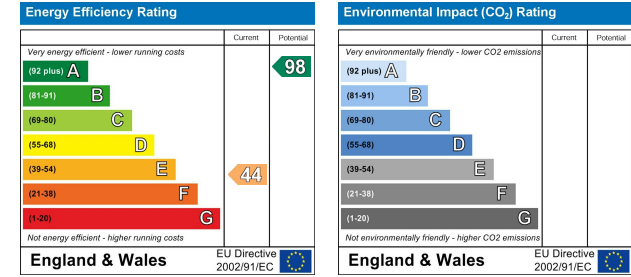 Energy Efficiency Rating
Current Potential
Very energy efficient - lower running costs
(92 plus) A
98
(81-91) B
(69-80) C
(55-68) D
(39-54) E
44
(21-38) F
(1-20) G
Not energy efficient - higher running costs
England & Wales
EU Directive
2002/91/EC
Environmental Impact (CO2) Rating
Current Potential
Very environmentally friendly - lower CO2 emissions
(92 plus) A
(81-91) B
(69-80) C
(55-68) D
(39-54) E
(21-38) F
(1-20) G
Not environmentally friendly - higher CO2 emissions
England & Wales
EU Directive
2002/91/EC